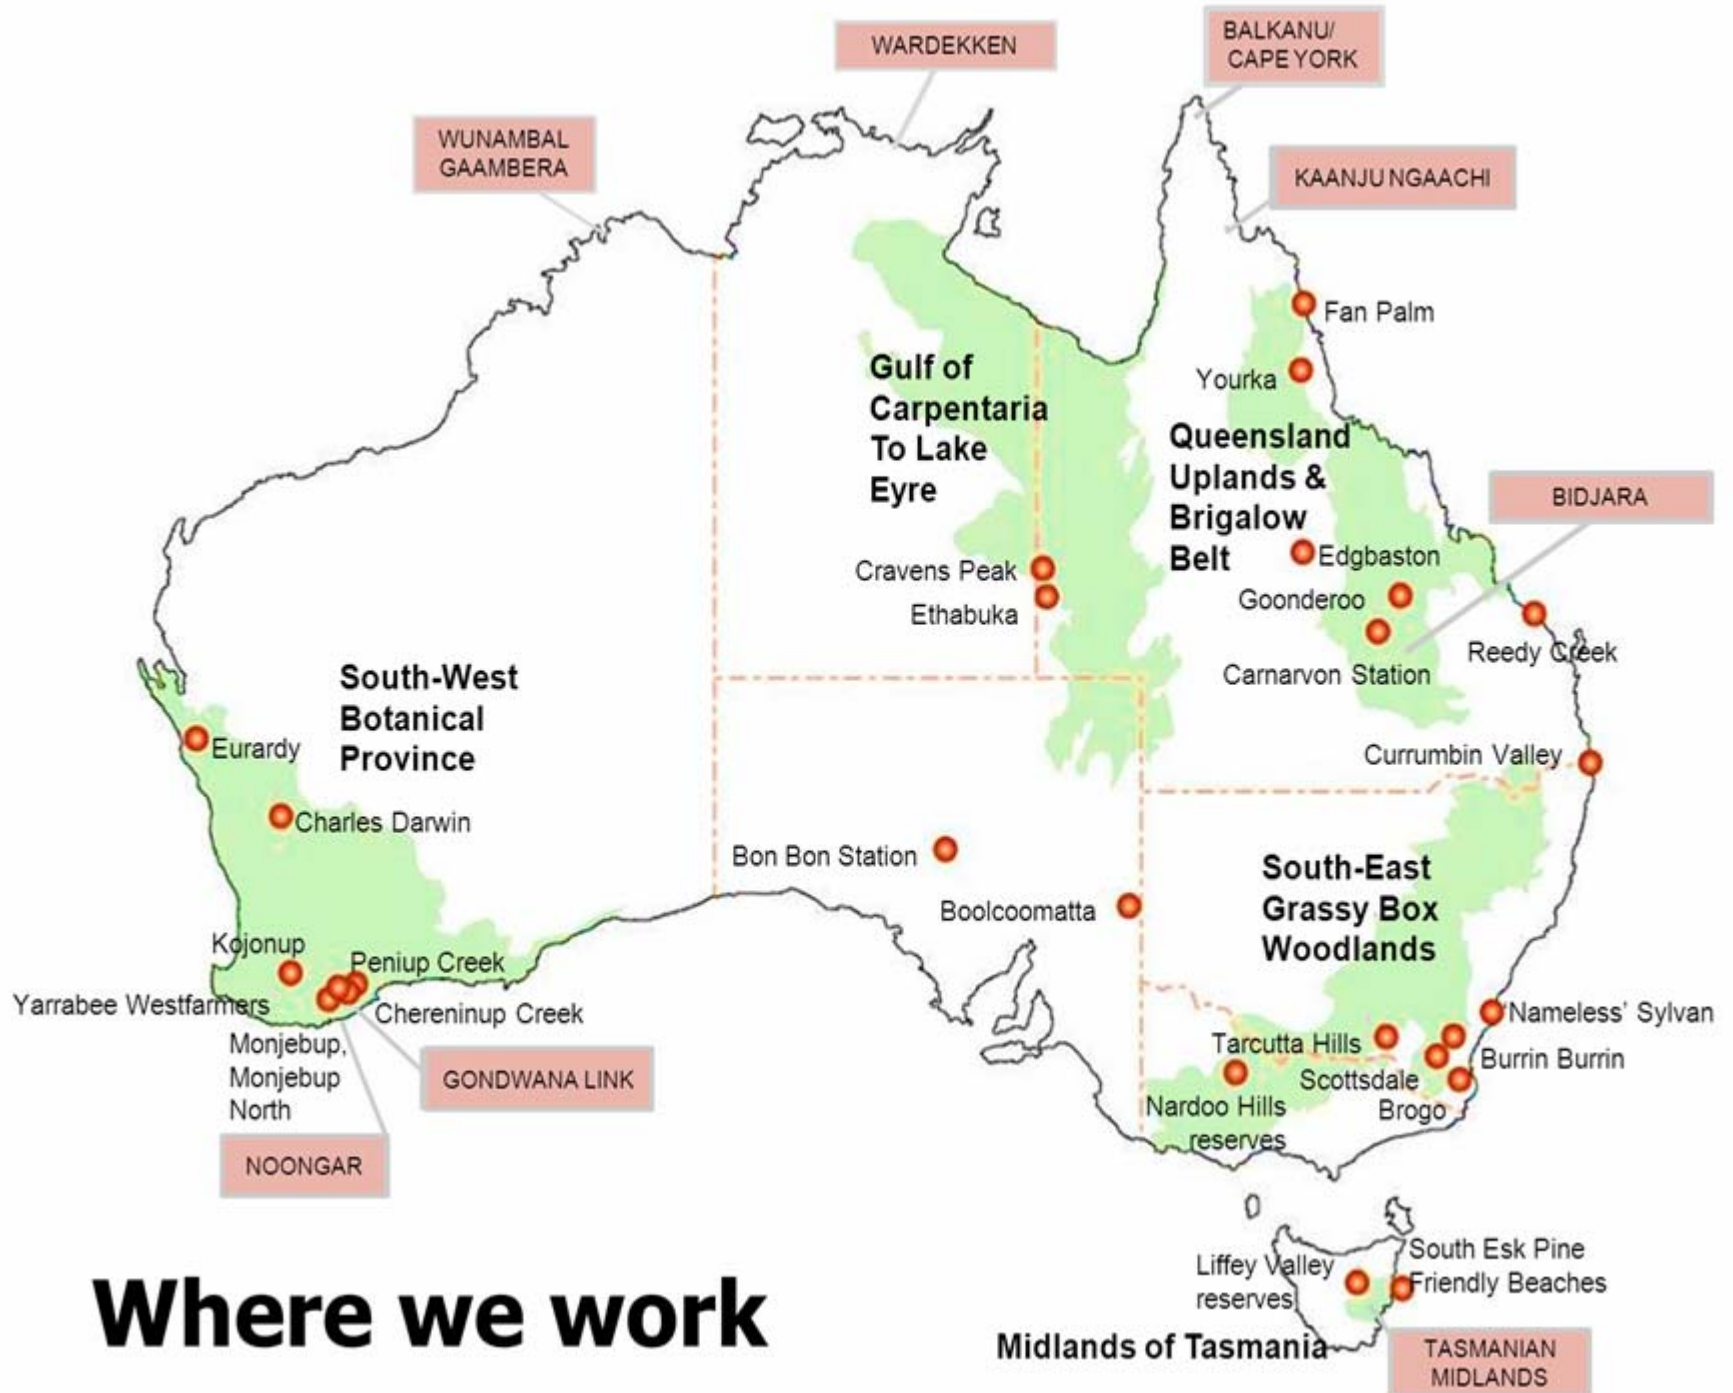 WARDEKKEN
BALKANU/
CAPE YORK
WUNAMBAL
GAAMBERA
KAANJU NGAACHI
Fan Palm
Yourka
Gulf of
Carpentaria
To Lake
Eyre
Queensland
Uplands &
Brigalow
Belt
BIDJARA
Edgbaston
Cravens Peak
Ethabuka
Goonderoo
Reedy Creek
Carnarvon Station
South-West
Botanical
Province
Eurardy
Currumbin Valley
Charles Darwin
Bon Bon Station
Boolcoomatta
South-East
Grassy Box
Woodlands
Kojonup
Peniup Creek
Yarrabee Westfarmers
Chereninup Creek
Monjebup,
Monjebup
North
GONDWANA LINK
NOONGAR
Nameless’ Sylvan
Tarcutta Hills
Burrin Burrin
Scottsdale
Brogo
Nardoo Hills
reserves
Liffey Valley
reserves
South Esk Pine
Friendly Beaches
Where we work
Midlands of Tasmania
TASMANIAN
MIDLANDS